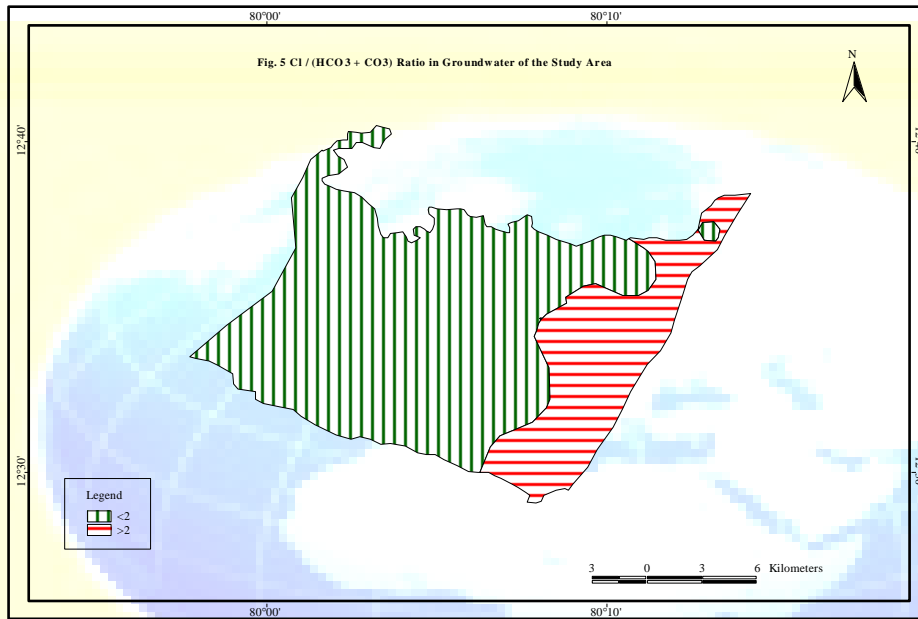 80°00'
80°10'
Fig. 5 Cl / (HCO3 + CO3) Ratio in Groundwater of the Study Area
N
12°40'
12°30'
Legend
<2
>2
3 0 3 6 Kilometers
80°00'
80°10'